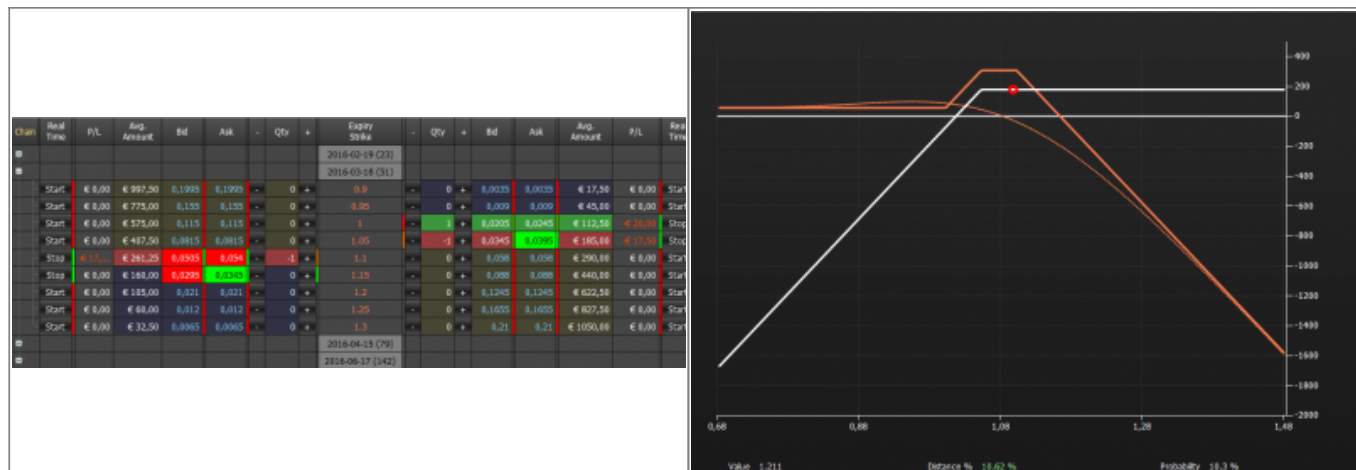 Chain Real Time P/L Avg. Amount Bid Ask - Qty + Expiry Strike - Qty + Bid Ask Avg. Amount P/L Real Time
2016-02-19 (23)
2016-03-18 (51)
Start € 0,00 € 997,50 0,1995 0,1995 - 0 + 0.9 - 0 + 0,0035 0,0035 € 17,50 € 0,00 Start
Start € 0,00 € 775,00 0,155 0,155 - 0 + 0.95 - 0 + 0,009 0,009 € 45,00 € 0,00 Start
Start € 0,00 € 575,00 0,115 0,115 - 0 + 1 - 1 + 0,0205 0,0245 € 112,50 € 20,00 Stop
Start € 0,00 € 407,50 0,0815 0,0815 - 0 + 1.05 - -1 + 0,0345 0,0395 € 185,00 € 17,50 Stop
Stop € 17,... € 261,25 0,0505 0,054 - -1 + 1.1 - 0 + 0,058 0,058 € 290,00 € 0,00 Start
Stop € 0,00 € 160,00 0,0295 0,0345 - 0 + 1.15 - 0 + 0,088 0,088 € 440,00 € 0,00 Start
Start € 0,00 € 105,00 0,021 0,021 - 0 + 1.2 - 0 + 0,1245 0,1245 € 622,50 € 0,00 Start
Start € 0,00 € 60,00 0,012 0,012 - 0 + 1.25 - 0 + 0,1655 0,1655 € 827,50 € 0,00 Start
Start € 0,00 € 32,50 0,0065 0,0065 - 0 + 1.3 - 0 + 0,21 0,21 € 1050,00 € 0,00 Start
2016-04-15 (79)
2016-06-17 (142)
400
200
0
-200
-400
-600
-800
-1000
-1200
-1400
-1600
-1800
-2000
0,68 0,88 1,08 1,28 1,48
Value 1.211 Distance % 10.62 % Probability 10.3 %